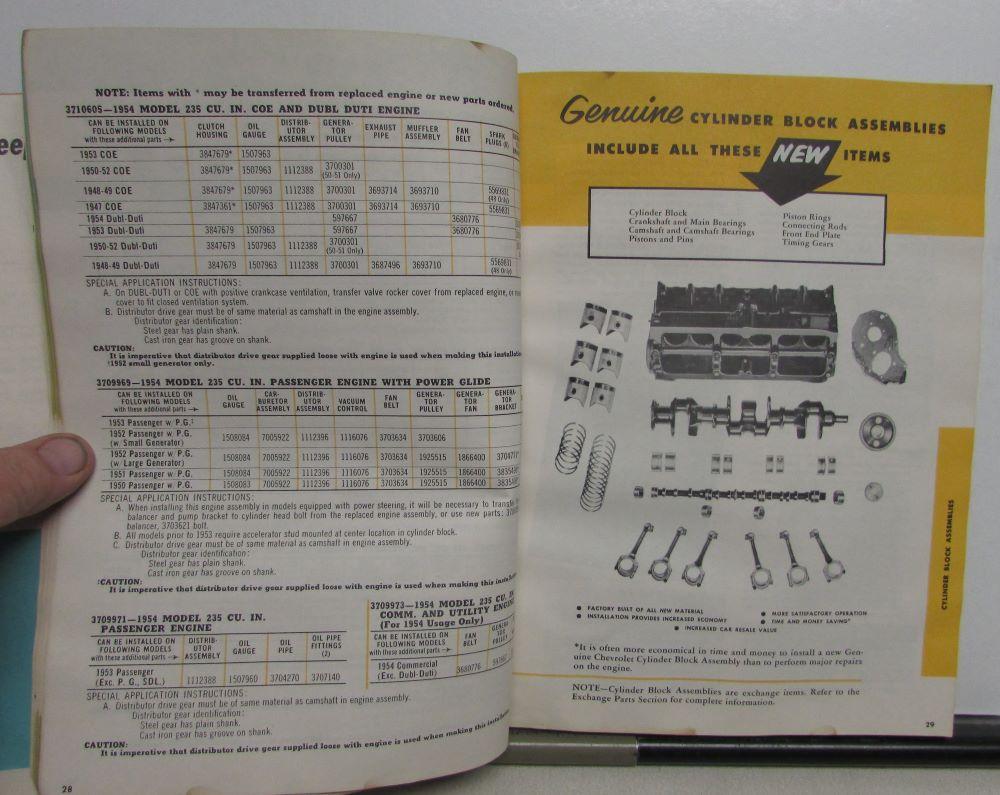 NOTE: Items with * may be transferred from replaced engine or new parts ordered.
3710605—1954 MODEL 235 CU. IN. COE AND DUBL DUTI ENGINE
CAN BE INSTALLED ON FOLLOWING MODELS with these additional parts → CLUTCH HOUSING OIL GAUGE DISTRIB- UTOR ASSEMBLY GENERA- TOR PULLEY EXHAUST PIPE MUFFLER ASSEMBLY FAN BELT SPARK PLUGS
1953 COE 3847679* 1507963
1950-52 COE 3847679* 1507963 1112388 3700301 (50-51 Only)
1948-49 COE 3847679* 1507963 1112388 3700301 3693714 3693710 5569831 (48 Only)
1947 COE 3847361* 1507963 1112388 3700301 3693714 3693710 5569831
1954 Dubl-Duti 597667 3680776
1953 Dubl-Duti 3847679 1507963 597667 3680776
1950-52 Dubl-Duti 3847679 1507963 1112388 3700301 (50-51 Only)
1948-49 Dubl-Duti 3847679 1507963 1112388 3700301 3687496 3693710 5569831 (48 Only)
SPECIAL APPLICATION INSTRUCTIONS:
A. On DUBL-DUTI or COE with positive crankcase ventilation, transfer valve rocker cover from replaced engine, or
cover to fit closed ventilation system.
B. Distributor drive gear must be of same material as camshaft in the engine assembly.
Distributor gear identification:
Steel gear has plain shank.
Cast iron gear has groove on shank.
CAUTION:
It is imperative that distributor drive gear supplied loose with engine is used when making this installation
†1952 small generator only.
3709969—1954 MODEL 235 CU. IN. PASSENGER ENGINE WITH POWER GLIDE
CAN BE INSTALLED ON FOLLOWING MODELS with these additional parts → OIL GAUGE CAR- BURETOR ASSEMBLY DISTRIB- UTOR ASSEMBLY VACUUM CONTROL FAN BELT GENERA- TOR PULLEY GENERA- TOR FAN GENERA- TOR BRACKET
1953 Passenger w P.G.‡
1952 Passenger w P.G. (w. Small Generator) 1508084 7005922 1112396 1116076 3703634 3703606
1952 Passenger w P.G. (w Large Generator) 1508084 7005922 1112396 1116076 3703634 1925515 1866400
1951 Passenger w P.G. 1508084 7005922 1112396 1116076 3703634 1925515 1866400
1950 Passenger w P.G. 1508083 7005922 1112396 1116076 3703634 1925515 1866400
SPECIAL APPLICATION INSTRUCTIONS:
A. When installing this engine assembly in models equipped with power steering, it will be necessary to
balancer and pump bracket to cylinder head bolt from the replaced engine assembly, or use new parts:
balancer, 3703621 bolt.
B. All models prior to 1953 require accelerator stud mounted at center location in cylinder block.
C. Distributor drive gear must be of same material as camshaft in engine assembly.
Distributor gear identification:
Steel gear has plain shank.
Cast iron gear has groove on shank.
‡CAUTION:
It is imperative that distributor drive gear supplied loose with engine is used when making this
3709971—1954 MODEL 235 CU. IN.
PASSENGER ENGINE
CAN BE INSTALLED ON FOLLOWING MODELS with these additional parts → DISTRIB- UTOR ASSEMBLY OIL GAUGE OIL PIPE OIL PIPE FITTINGS (2)
1953 Passenger (Exc. P. G., SDL.) 1112388 1507960 3704270 3707140
3709973—1954 MODEL 235 CU. IN.
COMM. AND UTILITY ENGINE
(For 1954 Usage Only)
CAN BE INSTALLED ON FOLLOWING MODELS with these additional parts → FAN BELT GENERA- TOR PULLEY
1954 Commercial (Exc. Dubl-Duti) 3680776
SPECIAL APPLICATION INSTRUCTIONS:
A. Distributor drive gear must be of same material as camshaft in engine assembly.
Distributor gear identification:
Steel gear has plain shank.
Cast iron gear has groove on shank.
CAUTION:
It is imperative that distributor drive gear supplied loose with engine is used when making this
28
Genuine CYLINDER BLOCK ASSEMBLIES
INCLUDE ALL THESE NEW ITEMS
Cylinder Block
Crankshaft and Main Bearings
Camshaft and Camshaft Bearings
Pistons and Pins
Piston Rings
Connecting Rods
Front End Plate
Timing Gears
CYLINDER BLOCK ASSEMBLIES
● FACTORY BUILT OF ALL NEW MATERIAL
● INSTALLATION PROVIDES INCREASED ECONOMY
● MORE SATISFACTORY OPERATION
● TIME AND MONEY SAVING*
● INCREASED CAR RESALE VALUE
*It is often more economical in time and money to install a new Gen-
uine Chevrolet Cylinder Block Assembly than to perform major repairs
on the engine.
NOTE—Cylinder Block Assemblies are exchange items. Refer to the
Exchange Parts Section for complete information.
29